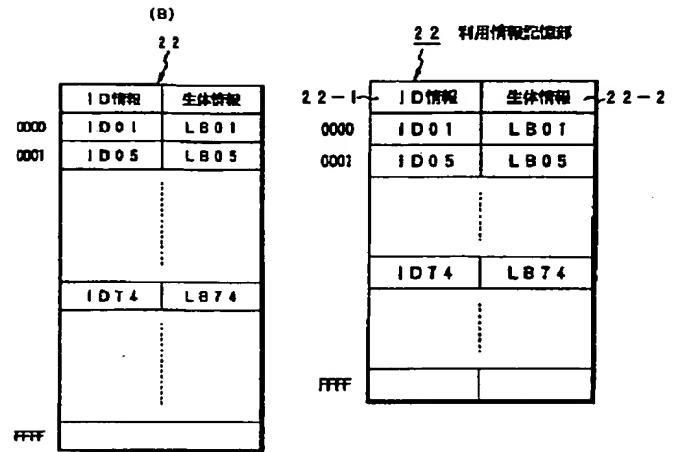 (B)
22
ID情報 生体情報
0000 ID01 LB01
0001 ID05 LB05
ID74 LB74
FFFF
22 利用情報記憶部
22-1 ID情報 生体情報 22-2
0000 ID01 LB01
0001 ID05 LB05
ID74 LB74
FFFF